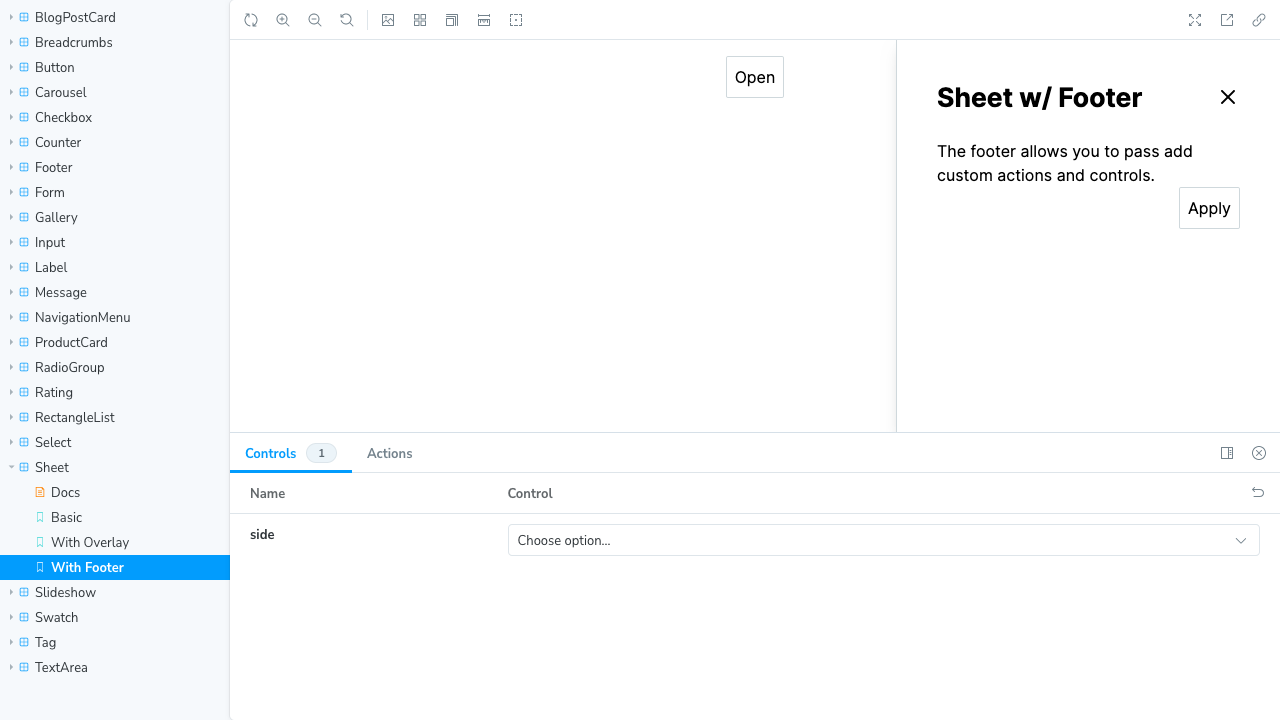 BlogPostCard
Breadcrumbs
Button
Carousel
Checkbox
Counter
Footer
Form
Gallery
Input
Label
Message
NavigationMenu
ProductCard
RadioGroup
Rating
RectangleList
Select
Sheet
Docs
Basic
With Overlay
With Footer
Slideshow
Swatch
Tag
TextArea
Open
Sheet w/ Footer
The footer allows you to pass add
custom actions and controls.
Apply
Controls 1 Actions
Name Control
side Choose option...